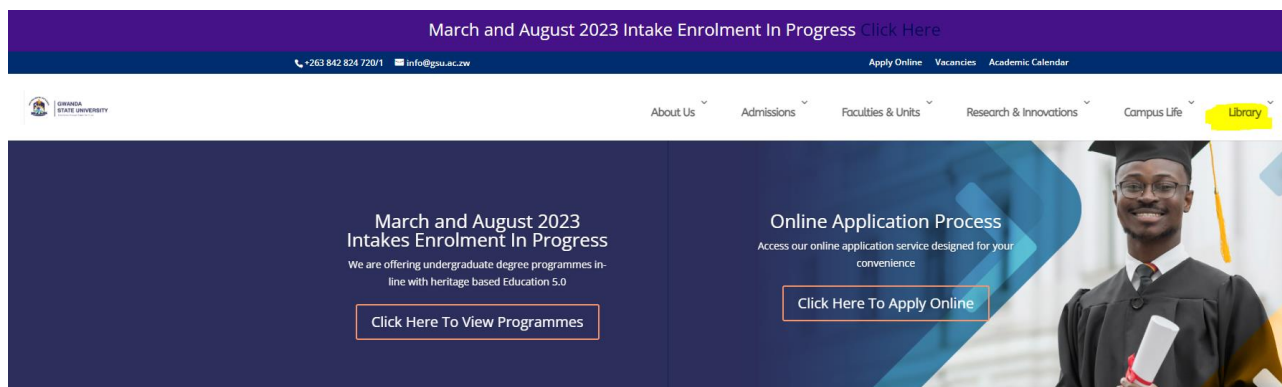 March and August 2023 Intake Enrolment In Progress Click Here
+263 842 824 720/1 info@gsu.ac.zw Apply Online Vacancies Academic Calendar
GWANDA
STATE UNIVERSITY
About Us Admissions Faculties & Units Research & Innovations Campus Life Library
March and August 2023
Intakes Enrolment In Progress
We are offering undergraduate degree programmes in-
line with heritage based Education 5.0
Click Here To View Programmes
Online Application Process
Access our online application service designed for your
convenience
Click Here To Apply Online